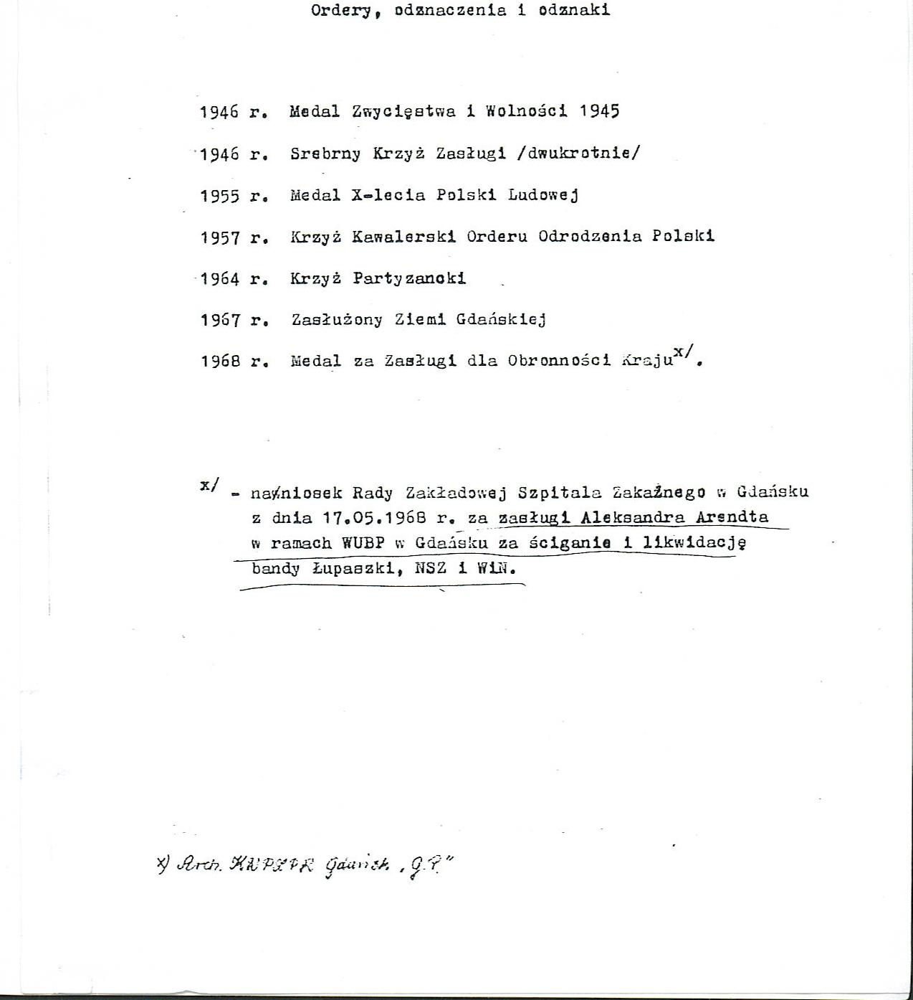 Ordery, odznaczenia i odznaki
1946 r. Medal Zwycięstwa i Wolności 1945
1946 r. Srebrny Krzyż Zasługi /dwukrotnie/
1955 r. Medal X-lecia Polski Ludowej
1957 r. Krzyż Kawalerski Orderu Odrodzenia Polski
1964 r. Krzyż Partyzancki
1967 r. Zasłużony Ziemi Gdańskiej
1968 r. Medal za Zasługi dla Obronności Kraju x/.
x/ - na wniosek Rady Zakładowej Szpitala Zakaźnego w Gdańsku
z dnia 17.05.1968 r. za zasługi Aleksandra Arendta
w ramach WUBP w Gdańsku za ściganie i likwidację
bandy Łupaszki, NSZ i WiN.
x) Arch. KWPZPR Gdańsk, "G.P."